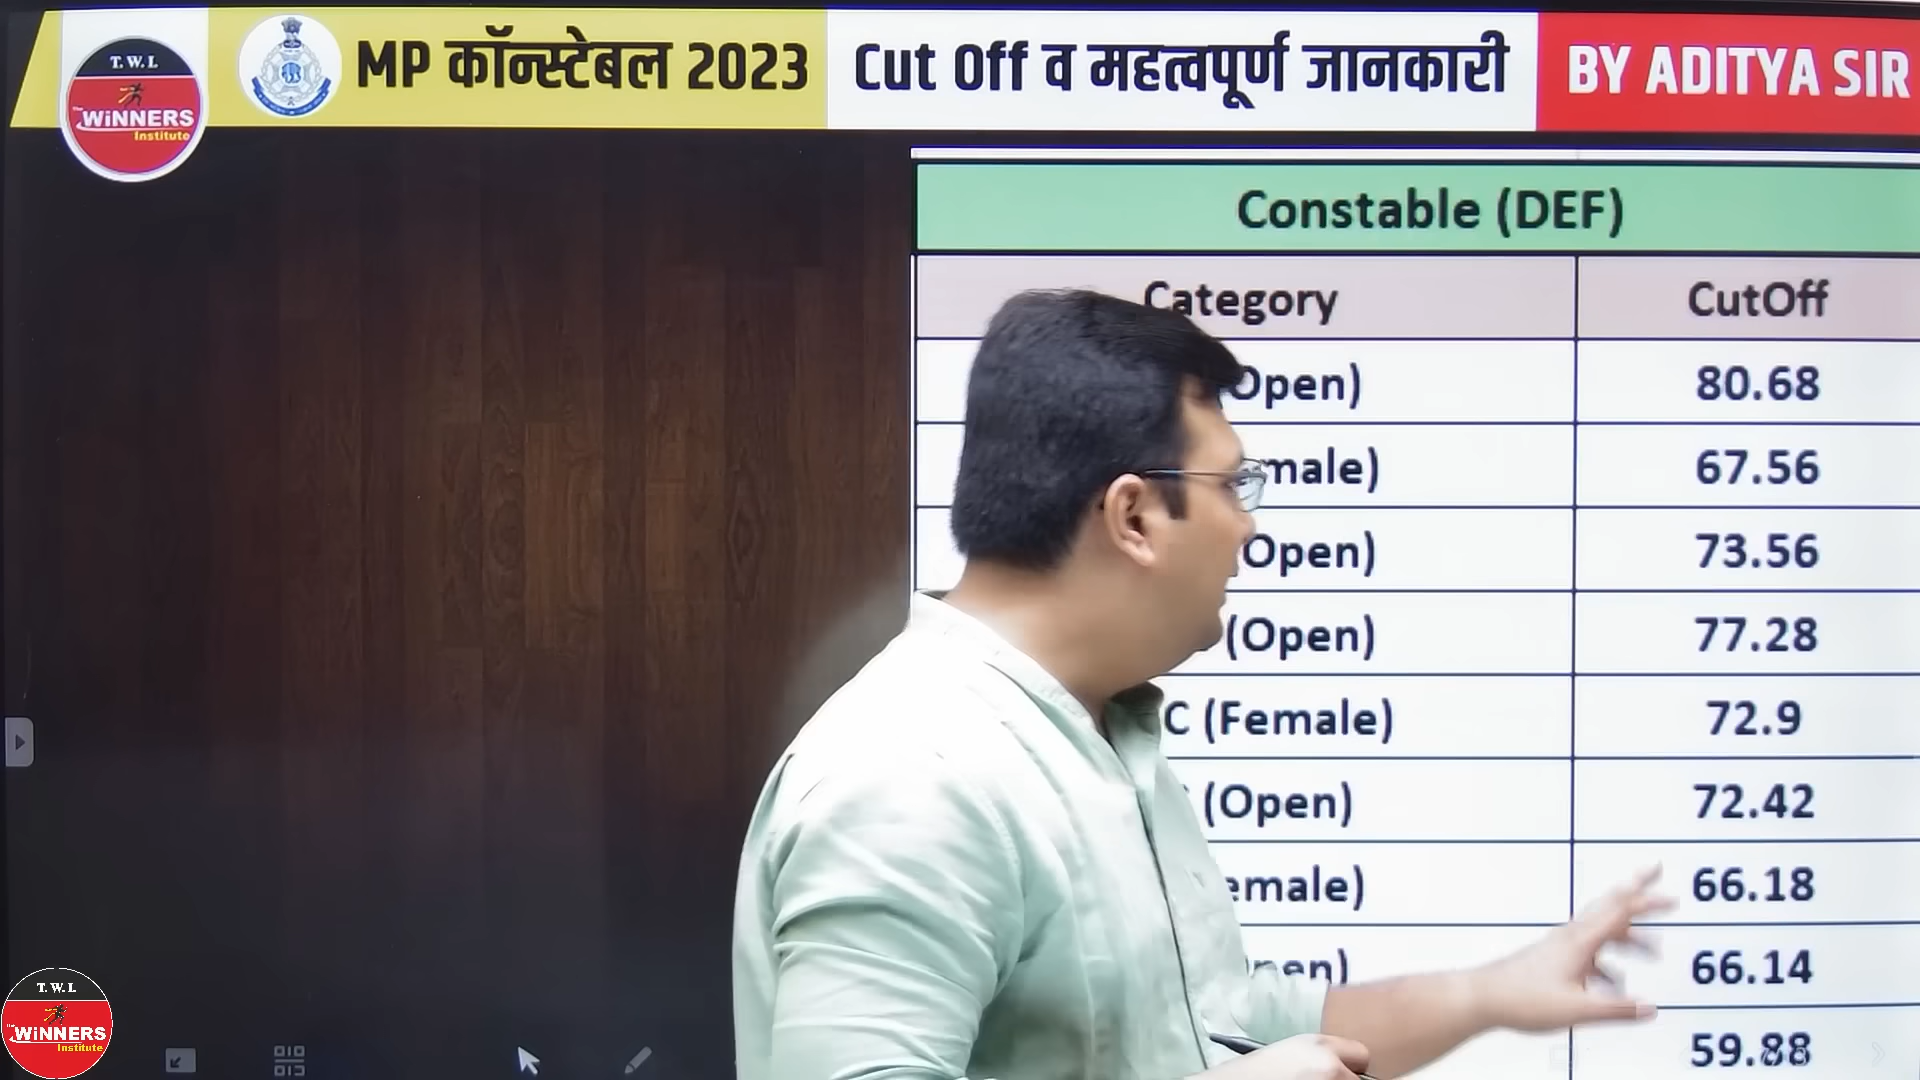 T.W.I.
The WiNNERS
Institute
MP कॉन्स्टेबल 2023
Cut Off व महत्वपूर्ण जानकारी
BY ADITYA SIR
Constable (DEF)
Category CutOff
Open) 80.68
male) 67.56
(Open) 73.56
(Open) 77.28
C (Female) 72.9
(Open) 72.42
emale) 66.18
66.14
59.88
T.W.I.
The WiNNERS
Institute